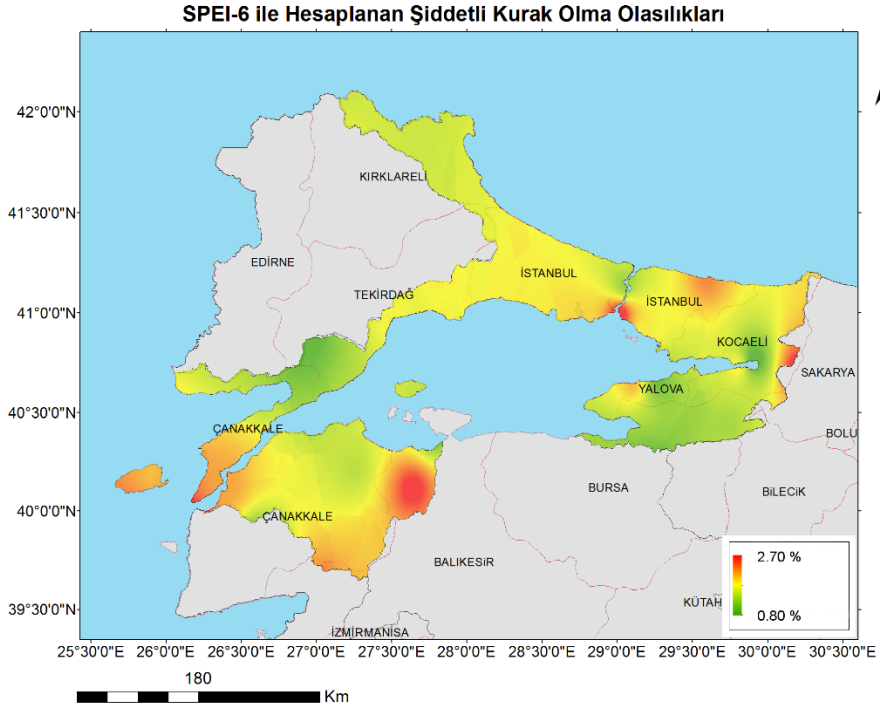 SPEI-6 ile Hesaplanan Şiddetli Kurak Olma Olasılıkları
42°0'0"N
KIRKLARELİ
41°30'0"N
EDİRNE
İSTANBUL
TEKİRDAĞ
İSTANBUL
41°0'0"N
KOCAELİ
SAKARYA
YALOVA
40°30'0"N
ÇANAKKALE
BOLU
BURSA
BİLECİK
40°0'0"N
ÇANAKKALE
BALIKESİR
2.70 %
KÜTAH
0.80 %
39°30'0"N
İZMİRMANİSA
25°30'0"E 26°0'0"E 26°30'0"E 27°0'0"E 27°30'0"E 28°0'0"E 28°30'0"E 29°0'0"E 29°30'0"E 30°0'0"E 30°30'0"E
180
Km